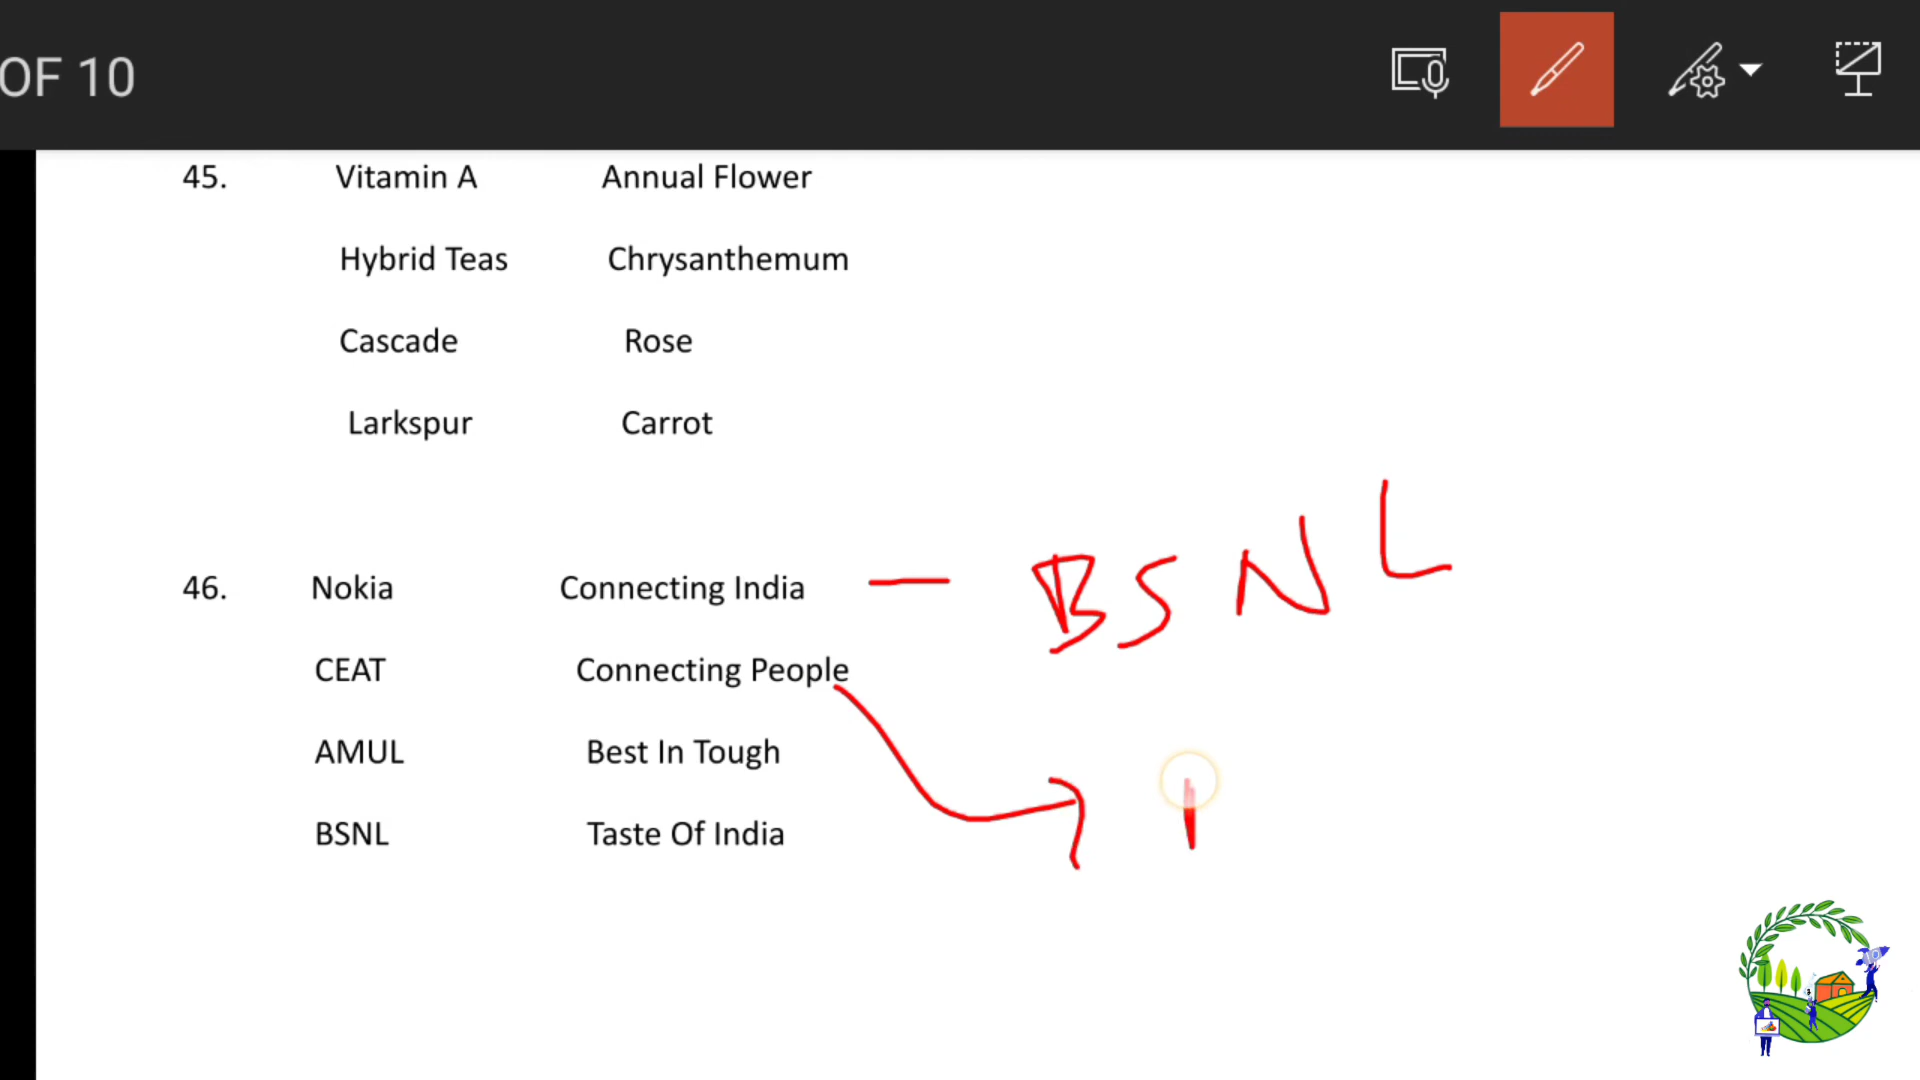 OF 10
45. Vitamin A Annual Flower
Hybrid Teas Chrysanthemum
Cascade Rose
Larkspur Carrot
46. Nokia Connecting India — BSNL
CEAT Connecting People
AMUL Best In Tough
BSNL Taste Of India